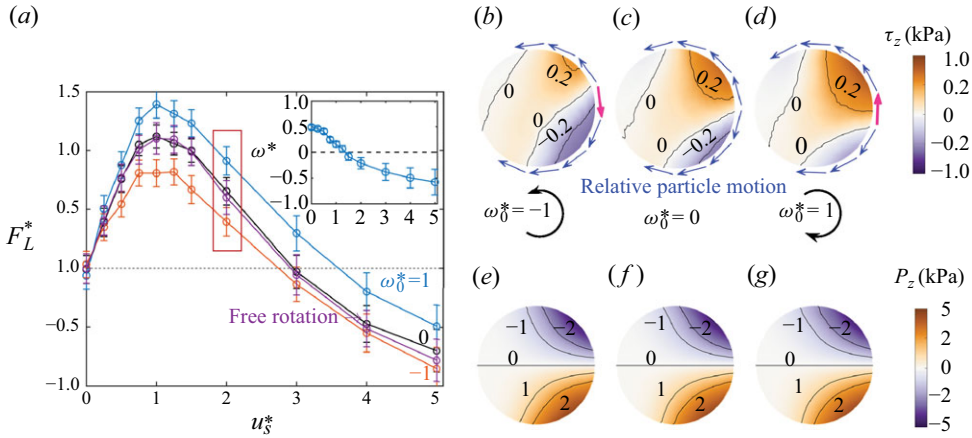 (a)
(b)
(c)
(d)
τz (kPa)
1.5
1.0
0.5
1.0
−0.5
−1.0
F*L
0
1
2
3
4
5
u*s
1.0
0.5
0
−0.5
−1.0
ω*
0 1 2 3 4 5
ω*0 = 1
Free rotation
0
−1
0.2
0
0
−0.2
0.2
0
0
−0.2
0.2
0
0
1.0
0.5
0
−0.5
−1.0
Relative particle motion
ω*0 = −1
ω*0 = 0
ω*0 = 1
(e)
(f)
(g)
Pz (kPa)
−1
−2
0
1
2
−1
−2
0
1
2
−1
−2
0
1
2
5
2
0
−2
−5